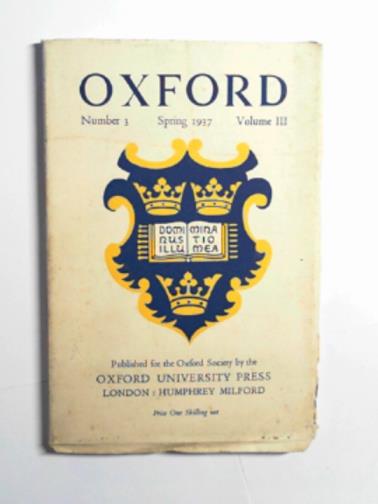 OXFORD
Number 3 Spring 1937 Volume III
DOMI MINA
NUS TIO
ILLU MEA
Published for the Oxford Society by the
OXFORD UNIVERSITY PRESS
LONDON : HUMPHREY MILFORD
Price One Shilling net